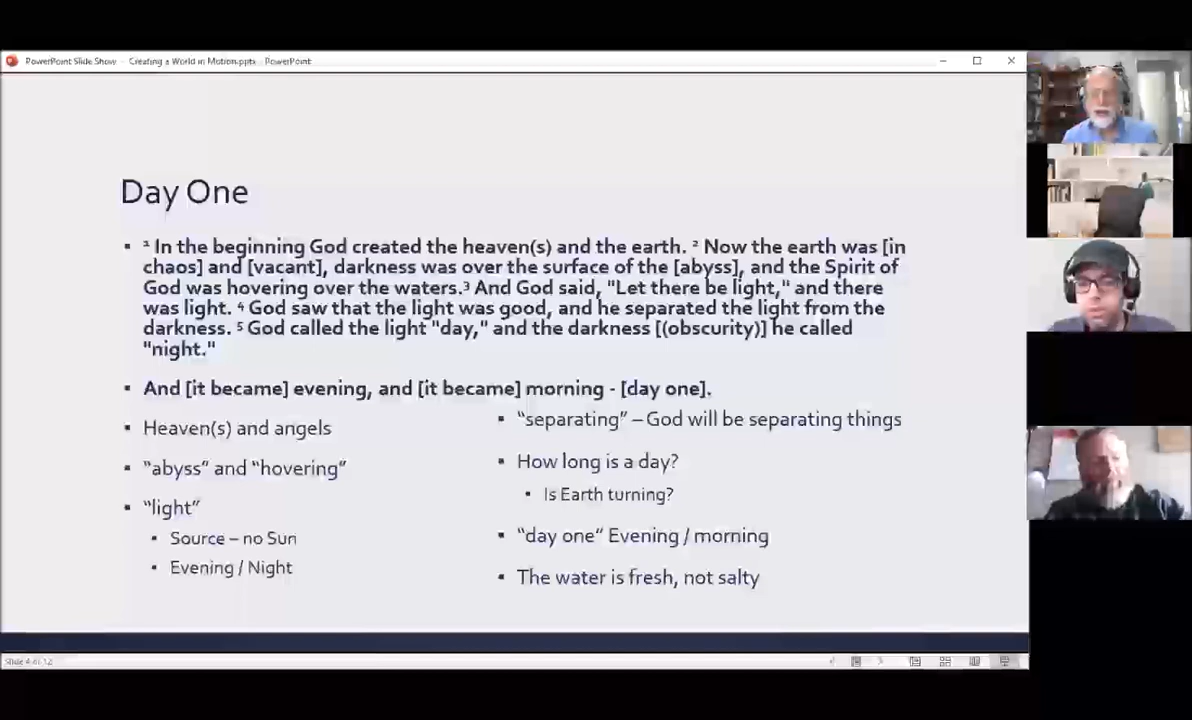 PowerPoint Slide Show - Creating a World in Motion.pptx - PowerPoint
Day One
▪ ¹ In the beginning God created the heaven(s) and the earth. ² Now the earth was [in
chaos] and [vacant], darkness was over the surface of the [abyss], and the Spirit of
God was hovering over the waters.³ And God said, "Let there be light," and there
was light. ⁴ God saw that the light was good, and he separated the light from the
darkness. ⁵ God called the light "day," and the darkness [(obscurity)] he called
"night."
▪ And [it became] evening, and [it became] morning - [day one].
▪ Heaven(s) and angels
▪ “abyss” and “hovering”
▪ “light”
▪ Source – no Sun
▪ Evening / Night
▪ “separating” – God will be separating things
▪ How long is a day?
▪ Is Earth turning?
▪ “day one” Evening / morning
▪ The water is fresh, not salty
Slide 4 of 12